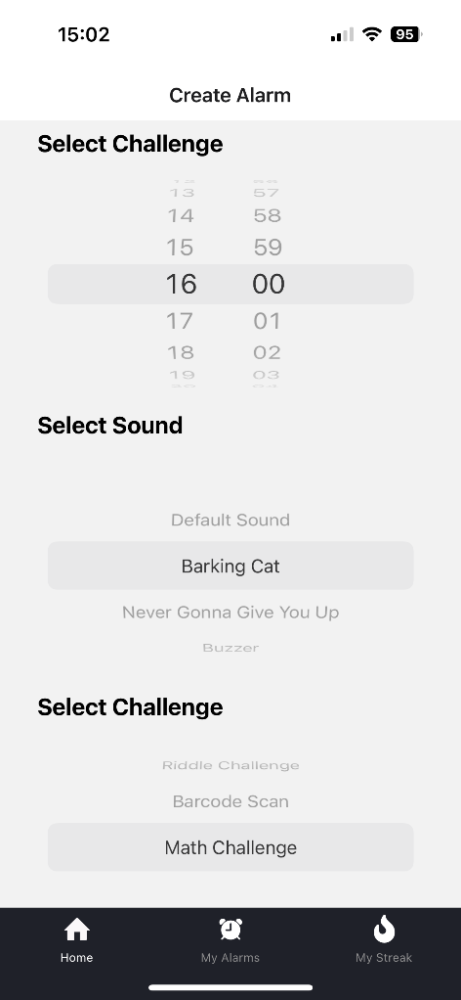 15:02 95
Create Alarm
Select Challenge
13 57
14 58
15 59
16 00
17 01
18 02
19 03
Select Sound
Default Sound
Barking Cat
Never Gonna Give You Up
Buzzer
Select Challenge
Riddle Challenge
Barcode Scan
Math Challenge
Home My Alarms My Streak